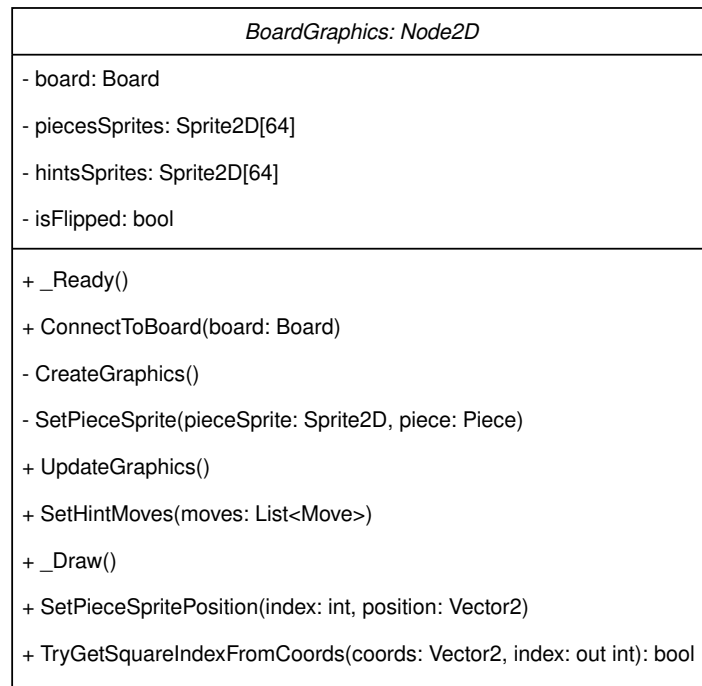 BoardGraphics: Node2D
- board: Board
- piecesSprites: Sprite2D[64]
- hintsSprites: Sprite2D[64]
- isFlipped: bool
+ _Ready()
+ ConnectToBoard(board: Board)
- CreateGraphics()
- SetPieceSprite(pieceSprite: Sprite2D, piece: Piece)
+ UpdateGraphics()
+ SetHintMoves(moves: List<Move>)
+ _Draw()
+ SetPieceSpritePosition(index: int, position: Vector2)
+ TryGetSquareIndexFromCoords(coords: Vector2, index: out int): bool